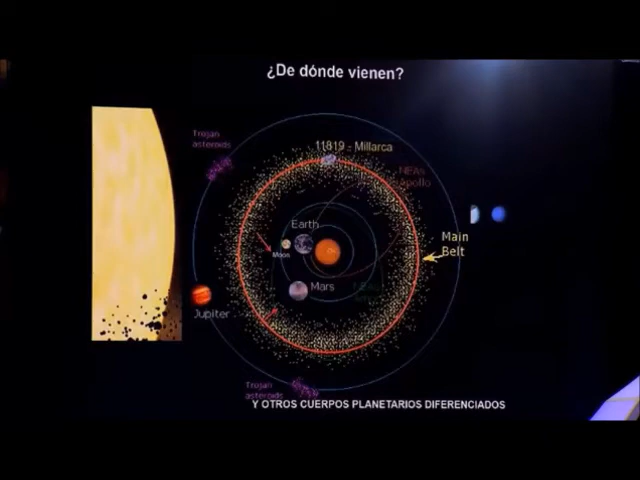 ¿De dónde vienen?
Trojan
asteroids
11819 - Millarca
NEAs
Apollo
Earth
Moon
Main
Belt
Mars
Jupiter
Trojan
asteroids
Y OTROS CUERPOS PLANETARIOS DIFERENCIADOS